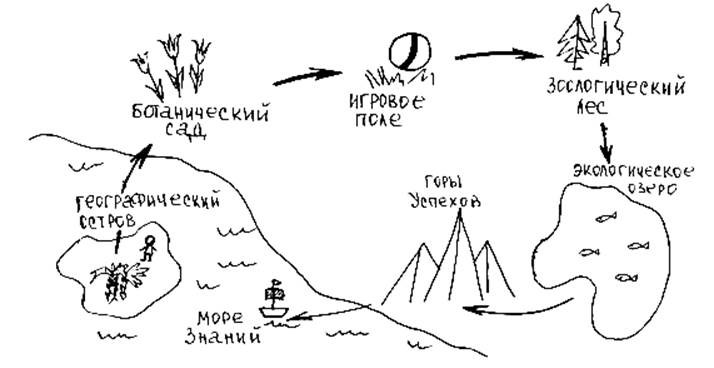 БОТАНИЧЕСКИЙ
САД
ИГРОВОЕ
ПОЛЕ
ЗООЛОГИЧЕСКИЙ
ЛЕС
ЭКОЛОГИЧЕСКОЕ
ОЗЕРО
ГОРЫ
УСПЕХОВ
ГЕОГРАФИЧЕСКИЙ
ОСТРОВ
МОРЕ
ЗНАНИЙ